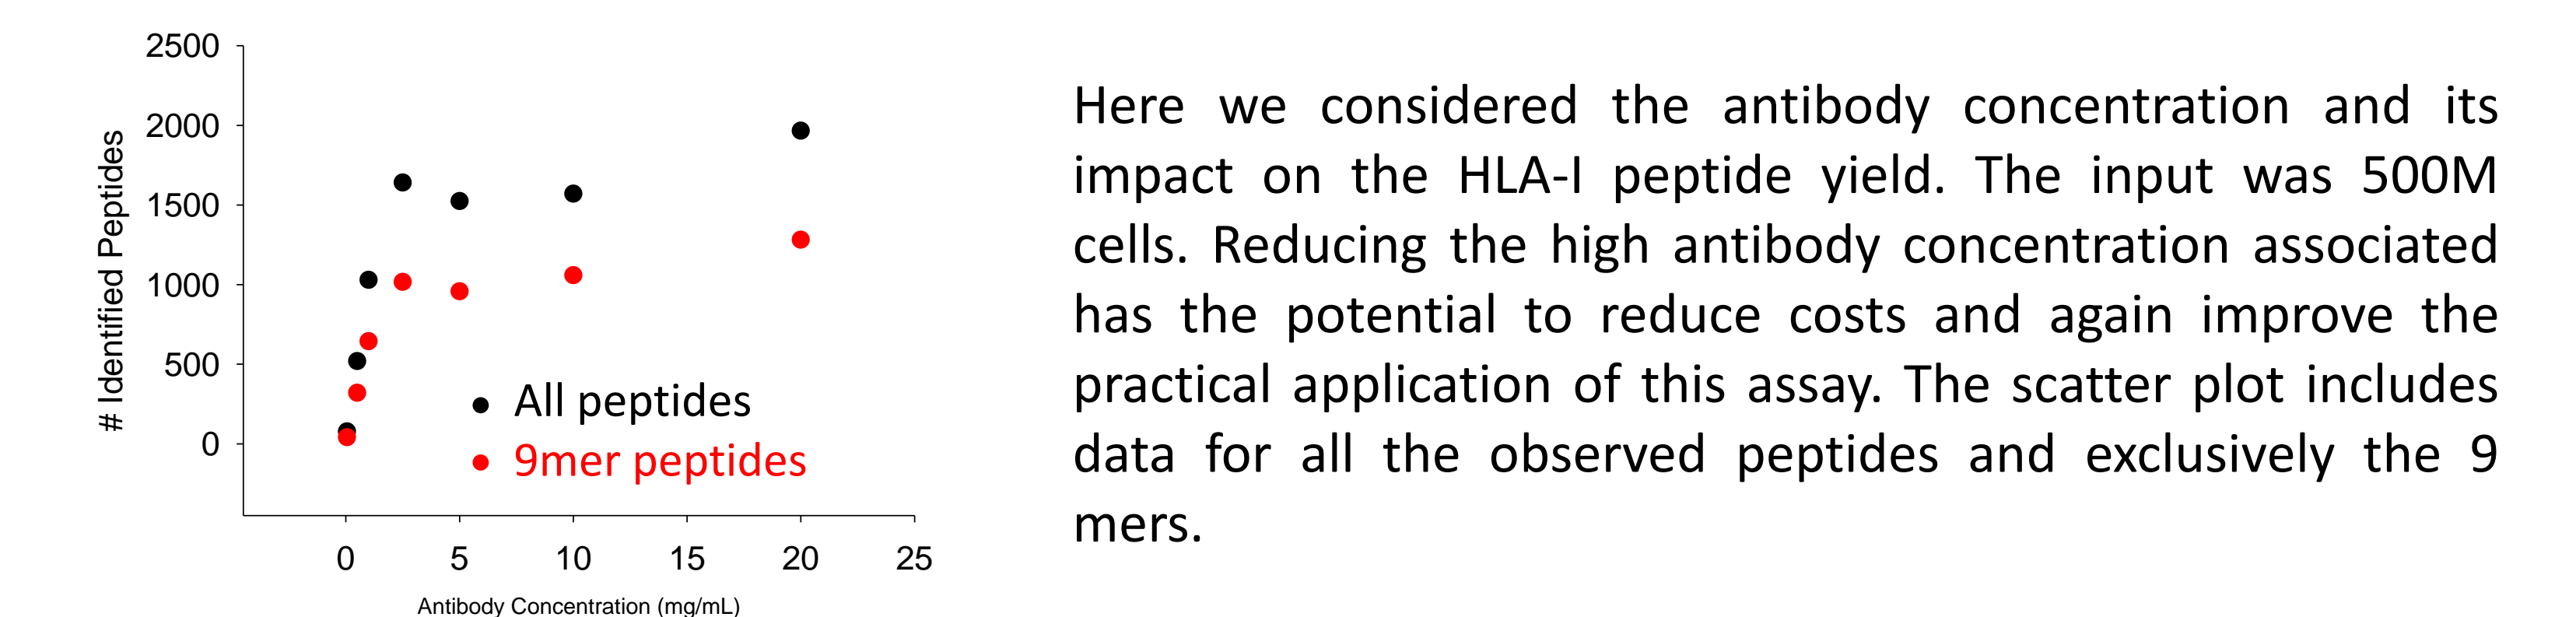 2500
2000
1500
1000
500
0
# Identified Peptides
All peptides
9mer peptides
0 5 10 15 20 25
Antibody Concentration (mg/mL)
Here we considered the antibody concentration and its
impact on the HLA-I peptide yield. The input was 500M
cells. Reducing the high antibody concentration associated
has the potential to reduce costs and again improve the
practical application of this assay. The scatter plot includes
data for all the observed peptides and exclusively the 9
mers.